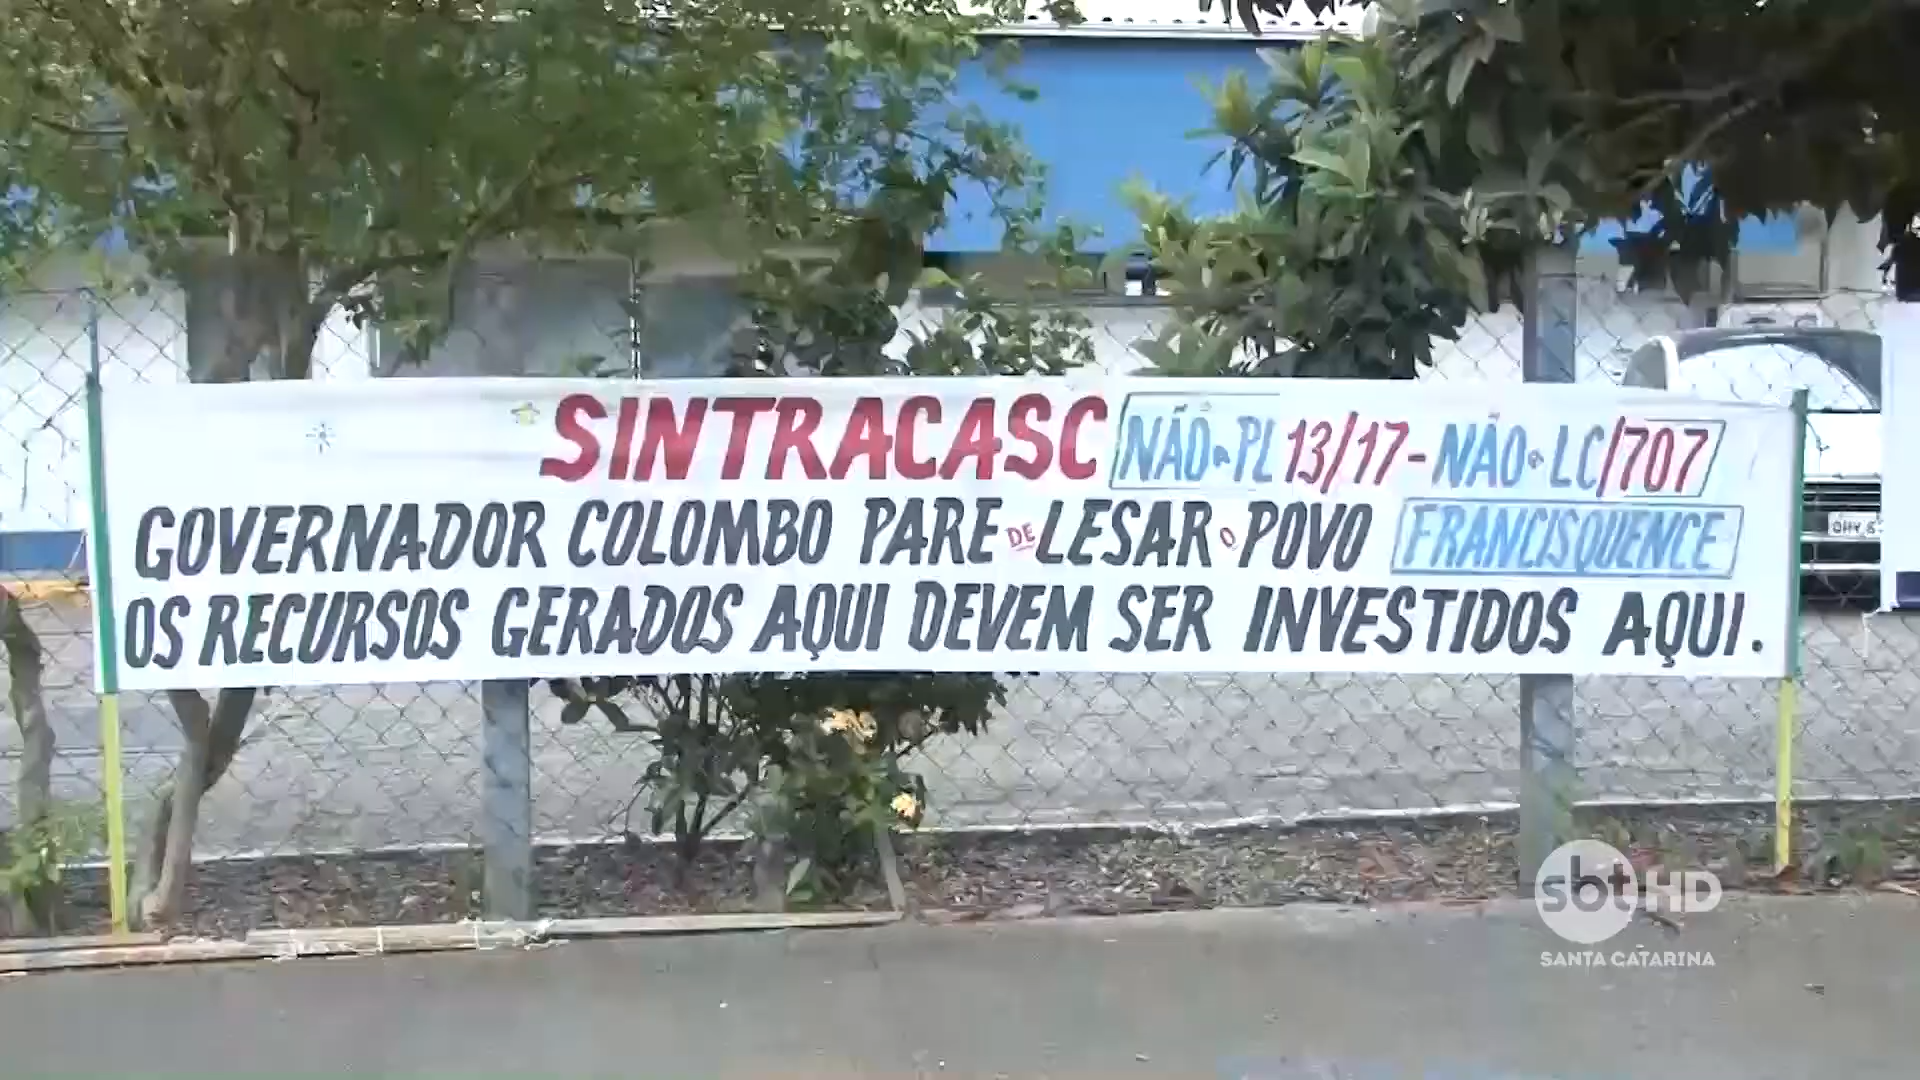 SINTRACASC NÃO A PL 13/17 - NÃO A LC/707
GOVERNADOR COLOMBO PARE DE LESAR O POVO FRANCISQUENCE
OS RECURSOS GERADOS AQUI DEVEM SER INVESTIDOS AQUI.
sbt HD
SANTA CATARINA